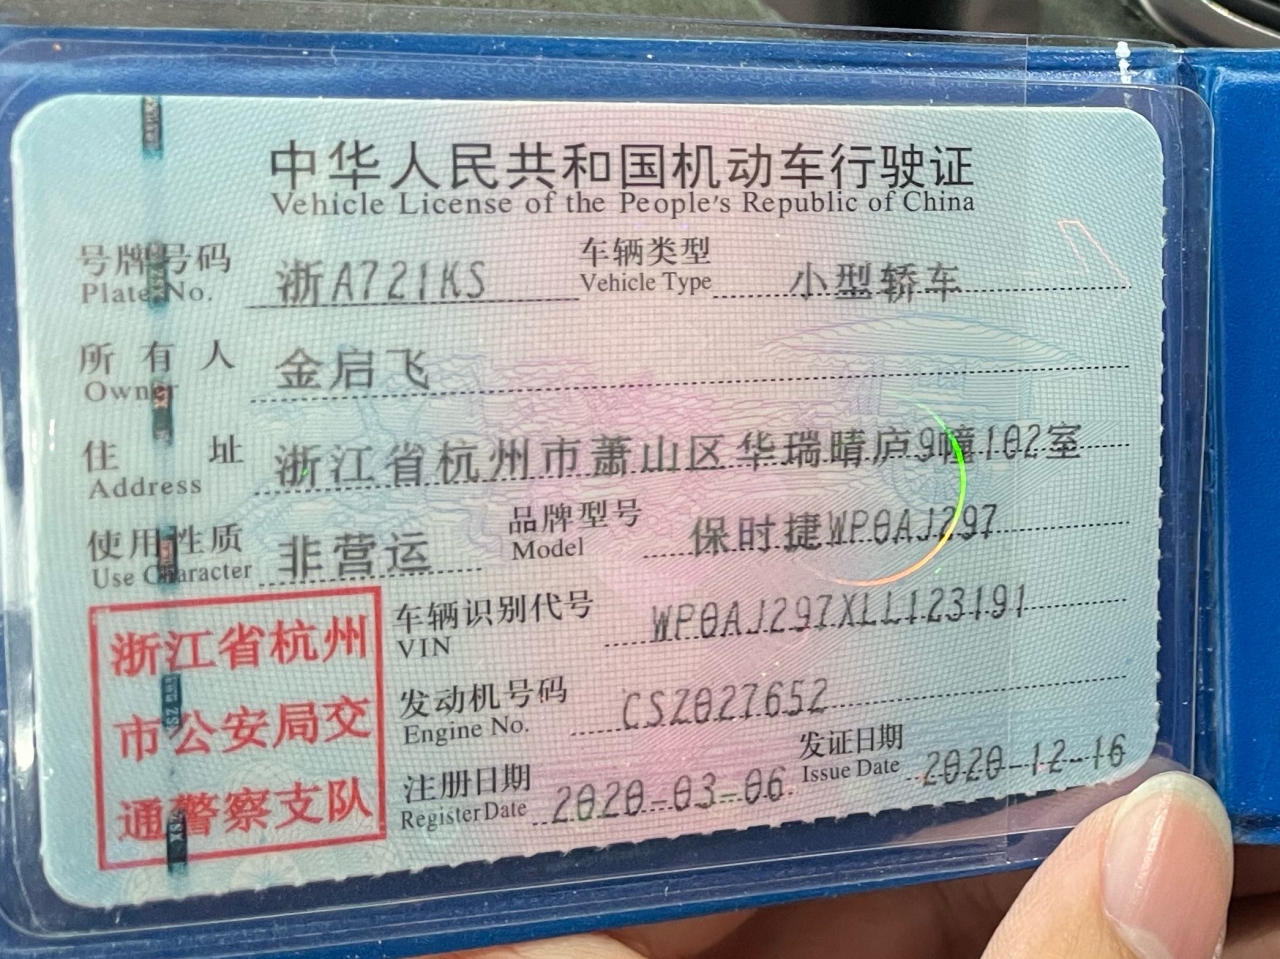 中华人民共和国机动车行驶证
Vehicle License of the People's Republic of China
号牌号码 浙A721KS 车辆类型 小型轿车
Plate No. Vehicle Type
所有人 金启飞
Owner
住址 浙江省杭州市萧山区华瑞晴庐9幢102室
Address
使用性质 非营运 品牌型号 保时捷WP0AJ297
Use Character Model
浙江省杭州
市公安局交
通警察支队
车辆识别代号 WP0AJ297XLL123191
VIN
发动机号码 CSZ027652
Engine No.
注册日期 2020-03-06 发证日期 2020-12-16
Register Date Issue Date